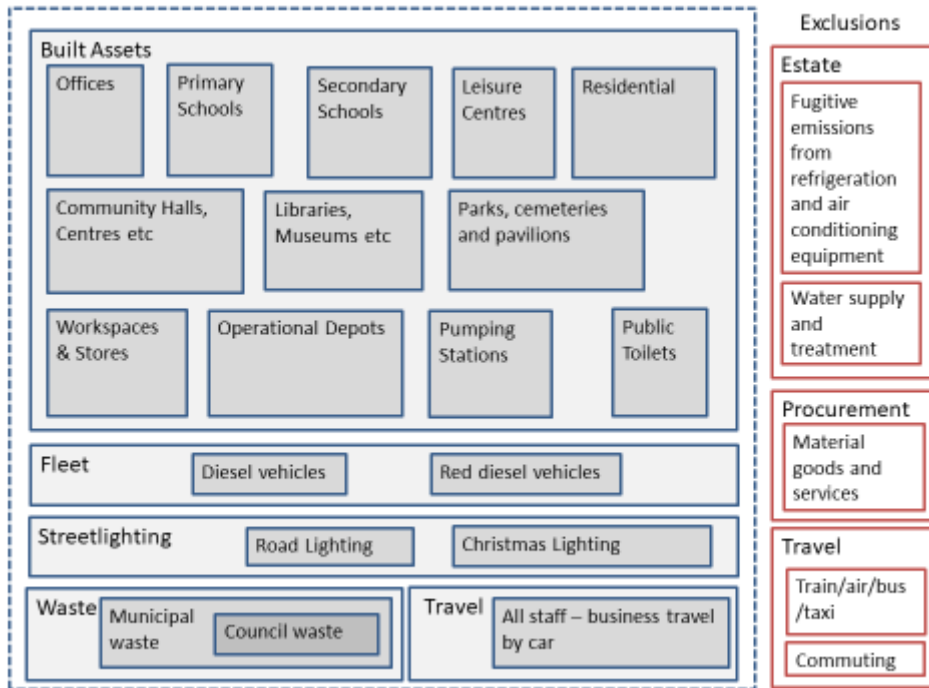 Built Assets
Offices
Primary
Schools
Secondary
Schools
Leisure
Centres
Residential
Community Halls,
Centres etc
Libraries,
Museums etc
Parks, cemeteries
and pavilions
Workspaces
& Stores
Operational Depots
Pumping
Stations
Public
Toilets
Fleet
Diesel vehicles
Red diesel vehicles
Streetlighting
Road Lighting
Christmas Lighting
Waste
Municipal
waste
Council waste
Travel
All staff – business travel
by car
Exclusions
Estate
Fugitive
emissions
from
refrigeration
and air
conditioning
equipment
Water supply
and
treatment
Procurement
Material
goods and
services
Travel
Train/air/bus
/taxi
Commuting